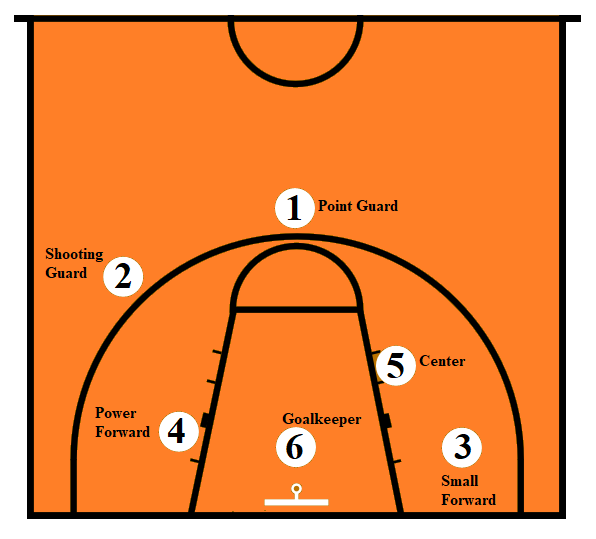 1 Point Guard
Shooting
Guard
2
5 Center
Power
Forward
4
Goalkeeper
6
3
Small
Forward